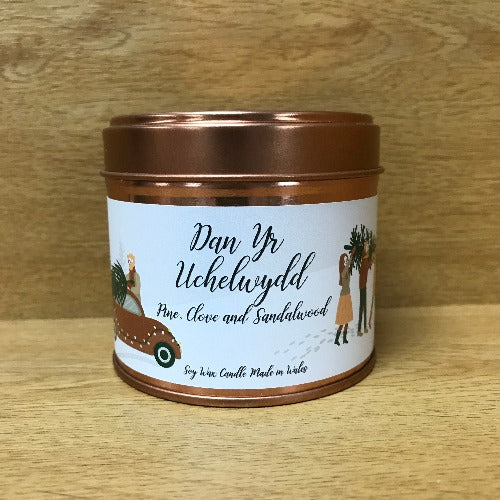 Dan Yr
Uchelwydd
Pine, Clove and Sandalwood
Soy Wax Candle Made in Wales